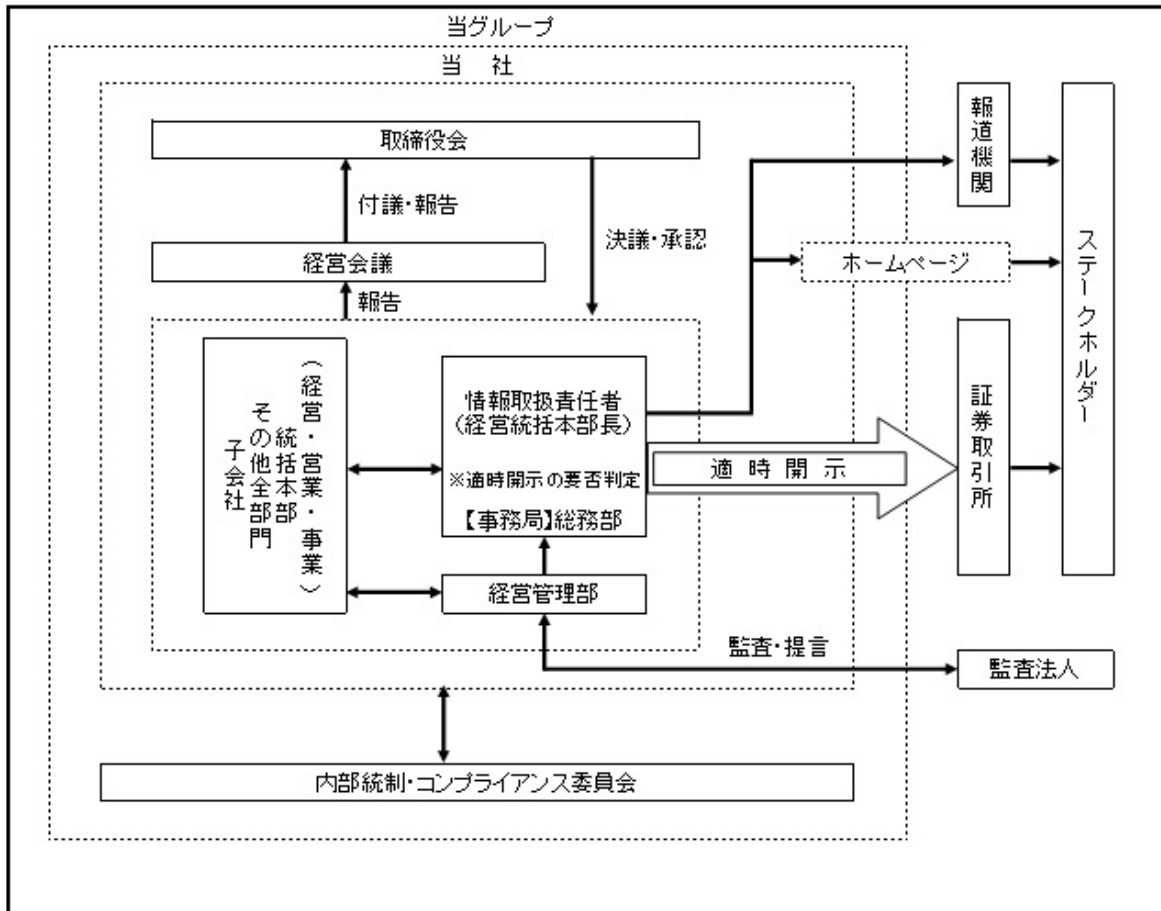 当グループ
当　社
取締役会
付議・報告
決議・承認
経営会議
報告
（経営・営業・事業）
統括本部
その他全部門
子会社
情報取扱責任者
（経営統括本部長）
※適時開示の要否判定
【事務局】総務部
経営管理部
適時開示
監査・提言
報道機関
ホームページ
証券取引所
ステークホルダー
監査法人
内部統制・コンプライアンス委員会